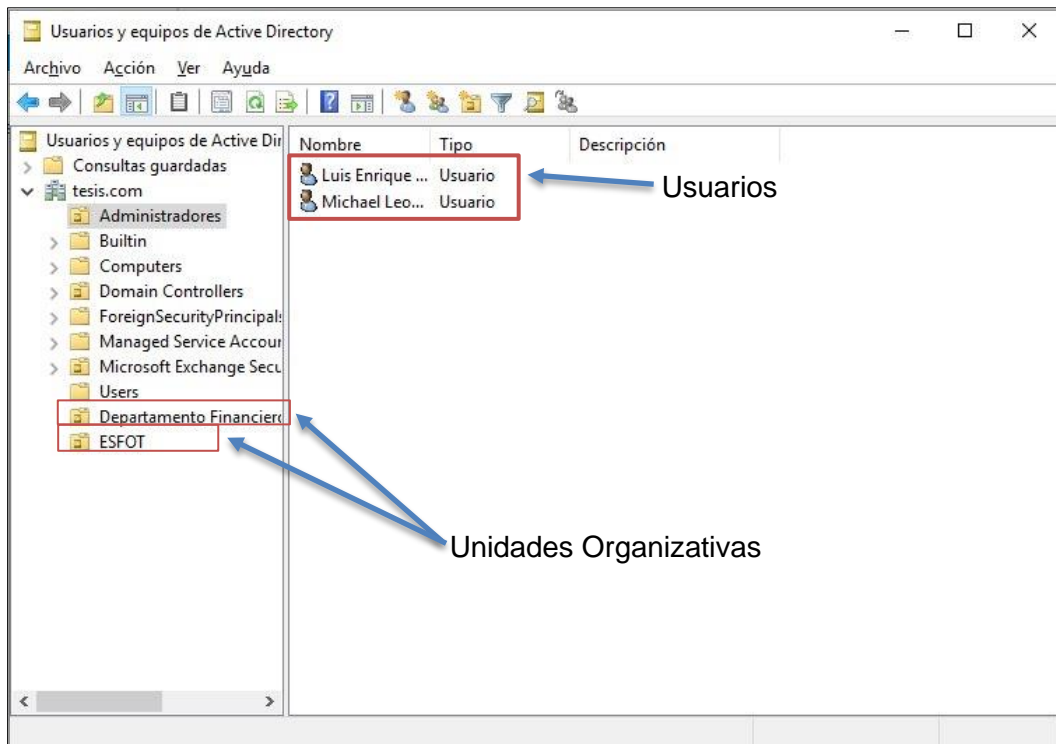 Usuarios y equipos de Active Directory
Archivo Acción Ver Ayuda
Usuarios y equipos de Active Dir
Consultas guardadas
tesis.com
Administradores
Builtin
Computers
Domain Controllers
ForeignSecurityPrincipals
Managed Service Accour
Microsoft Exchange Secu
Users
Departamento Financiero
ESFOT
Nombre Tipo Descripción
Luis Enrique ... Usuario
Michael Leo... Usuario
Usuarios
Unidades Organizativas